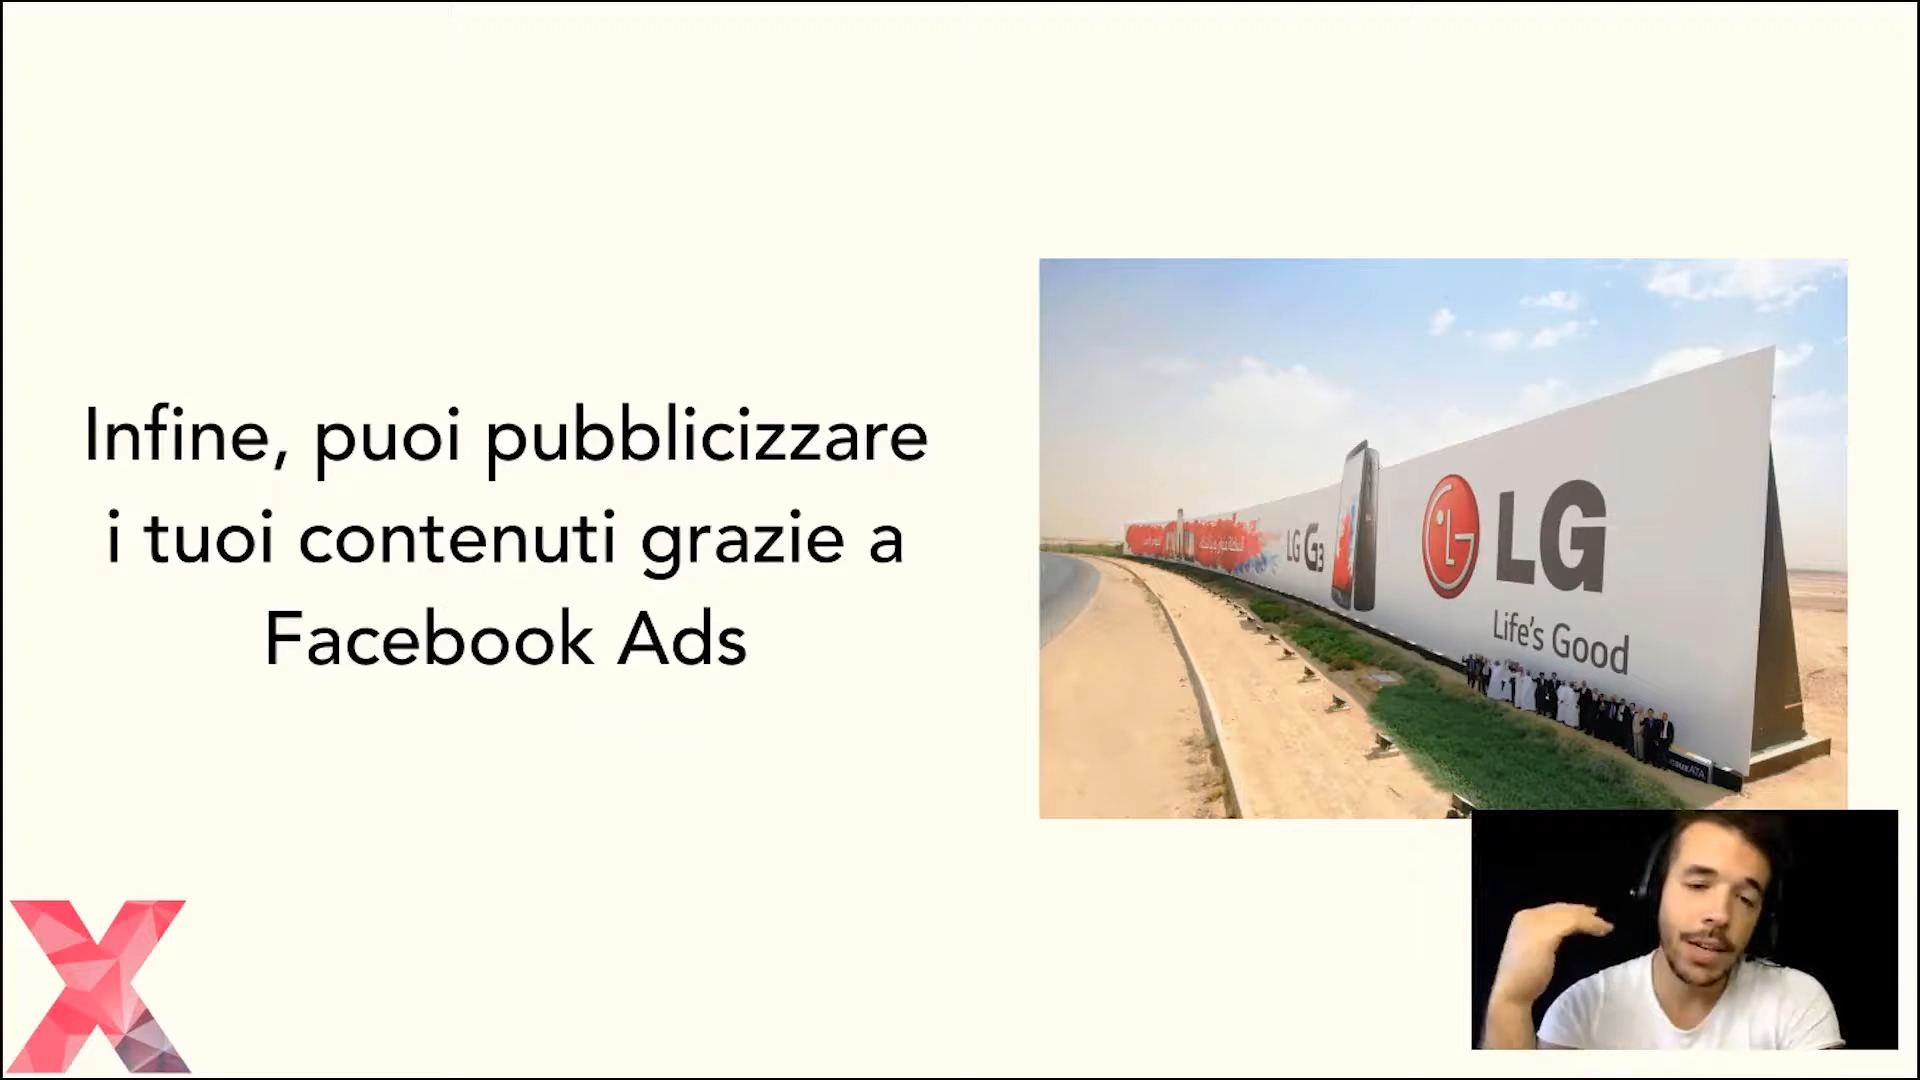 Infine, puoi pubblicizzare
i tuoi contenuti grazie a
Facebook Ads
LG G3
LG
Life's Good
X